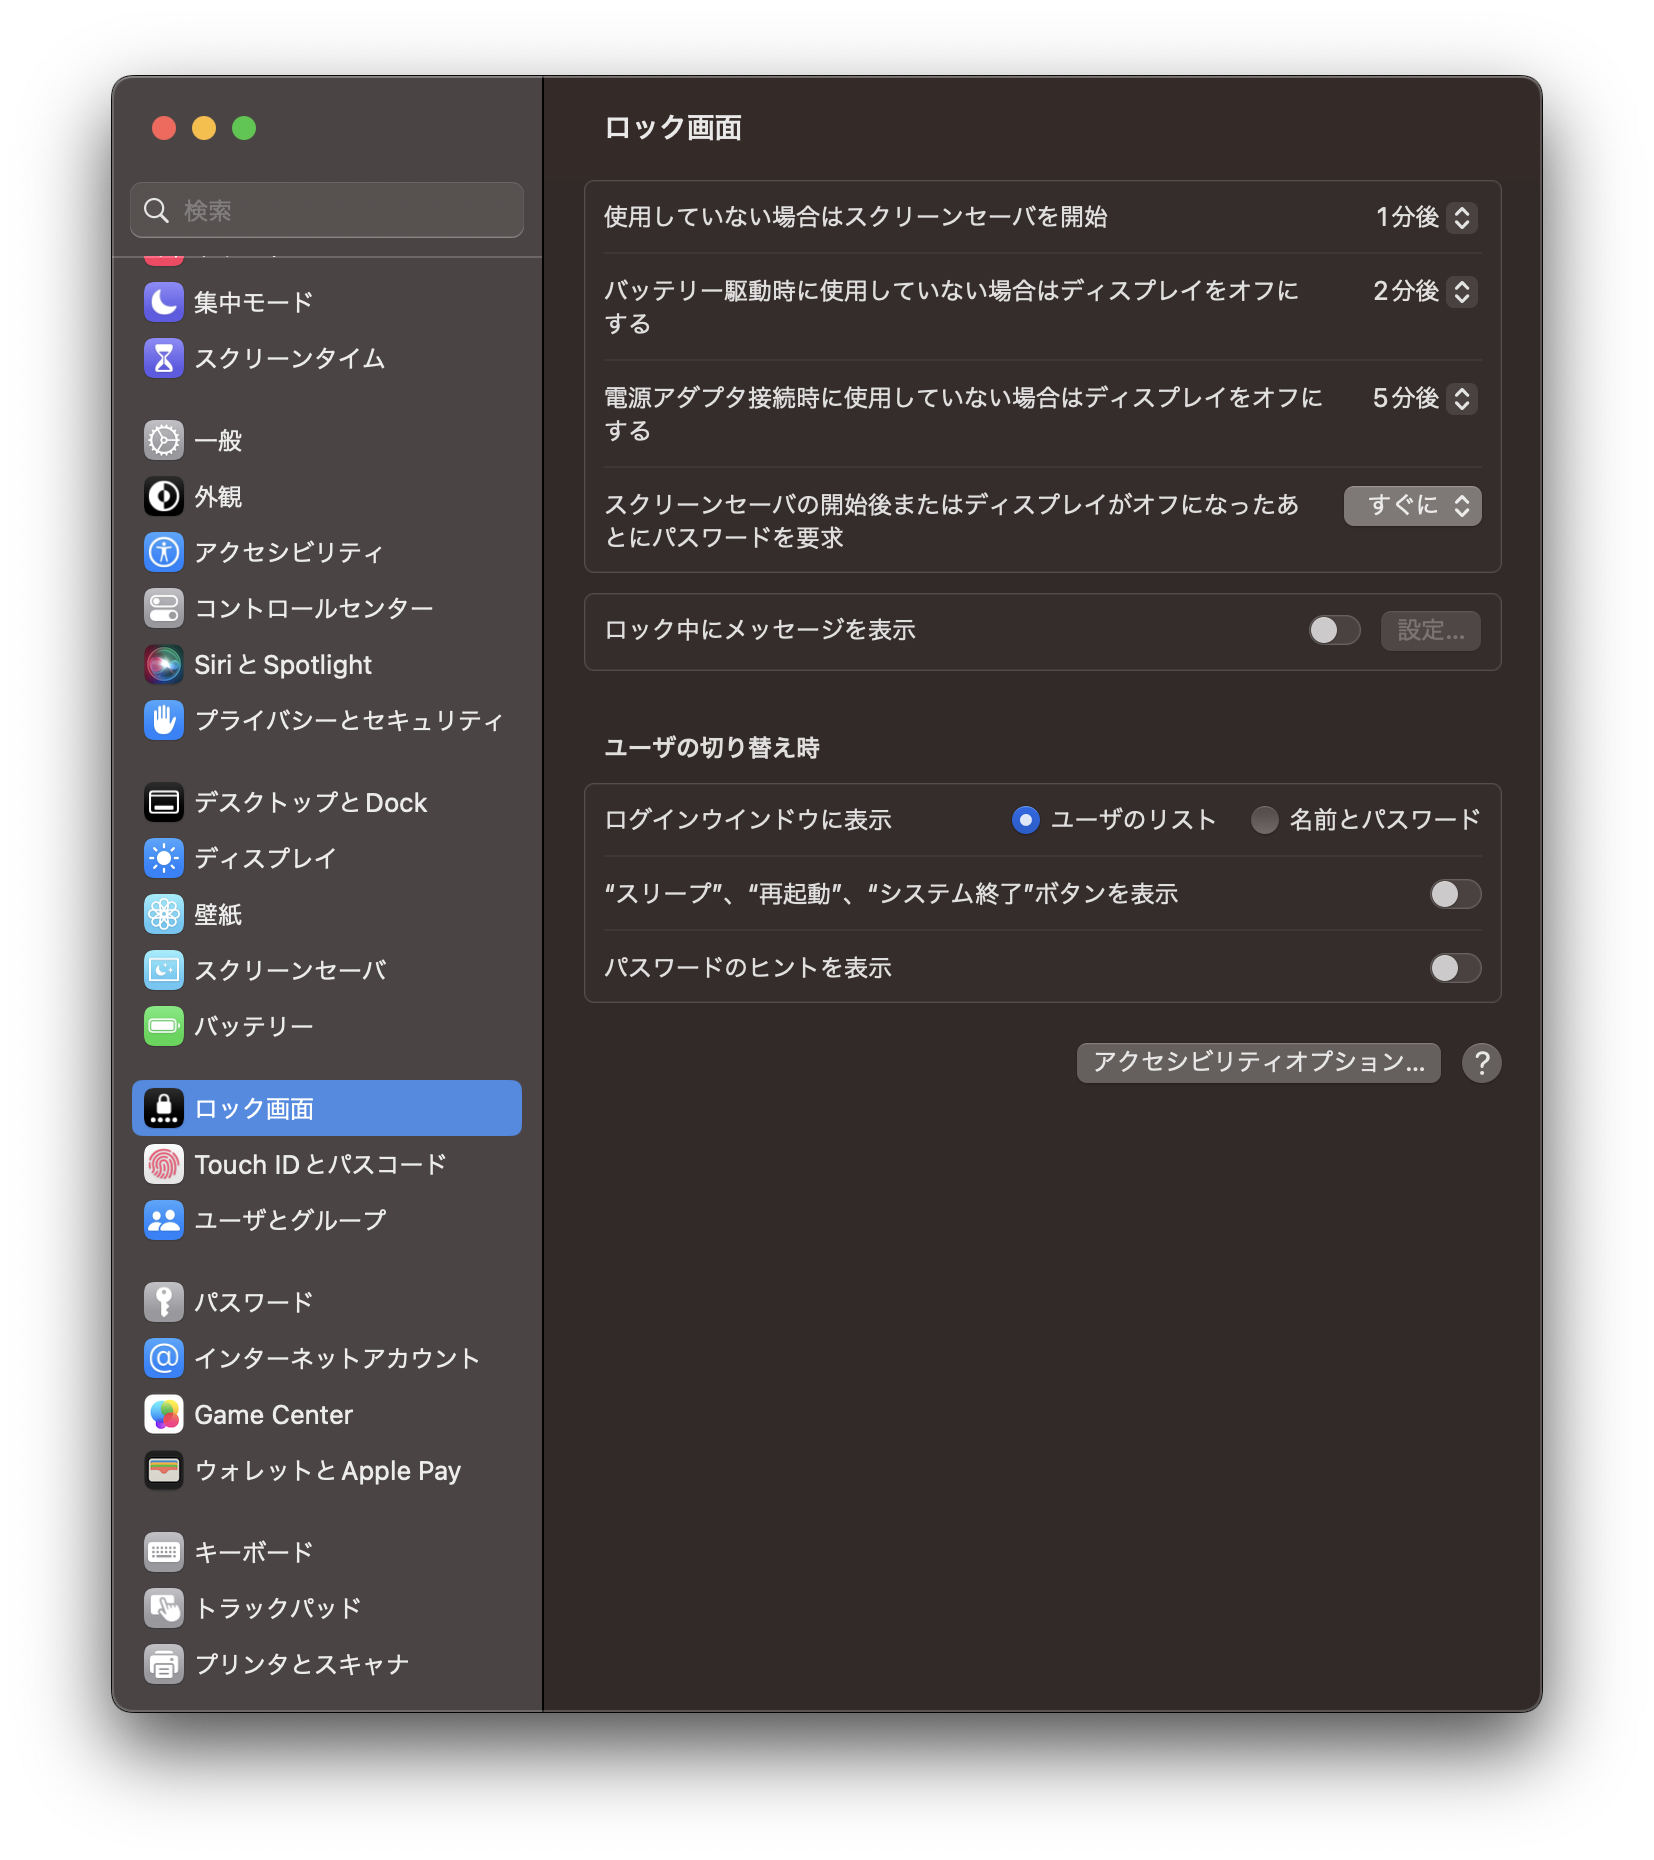 ロック画面
検索
集中モード
スクリーンタイム
一般
外観
アクセシビリティ
コントロールセンター
SiriとSpotlight
プライバシーとセキュリティ
デスクトップとDock
ディスプレイ
壁紙
スクリーンセーバ
バッテリー
ロック画面
Touch IDとパスコード
ユーザとグループ
パスワード
インターネットアカウント
Game Center
ウォレットとApple Pay
キーボード
トラックパッド
プリンタとスキャナ
使用していない場合はスクリーンセーバを開始 1分後
バッテリー駆動時に使用していない場合はディスプレイをオフに 2分後
する
電源アダプタ接続時に使用していない場合はディスプレイをオフに 5分後
する
スクリーンセーバの開始後またはディスプレイがオフになったあ すぐに
とにパスワードを要求
ロック中にメッセージを表示 設定...
ユーザの切り替え時
ログインウインドウに表示 ユーザのリスト 名前とパスワード
“スリープ”、“再起動”、“システム終了”ボタンを表示
パスワードのヒントを表示
アクセシビリティオプション... ?